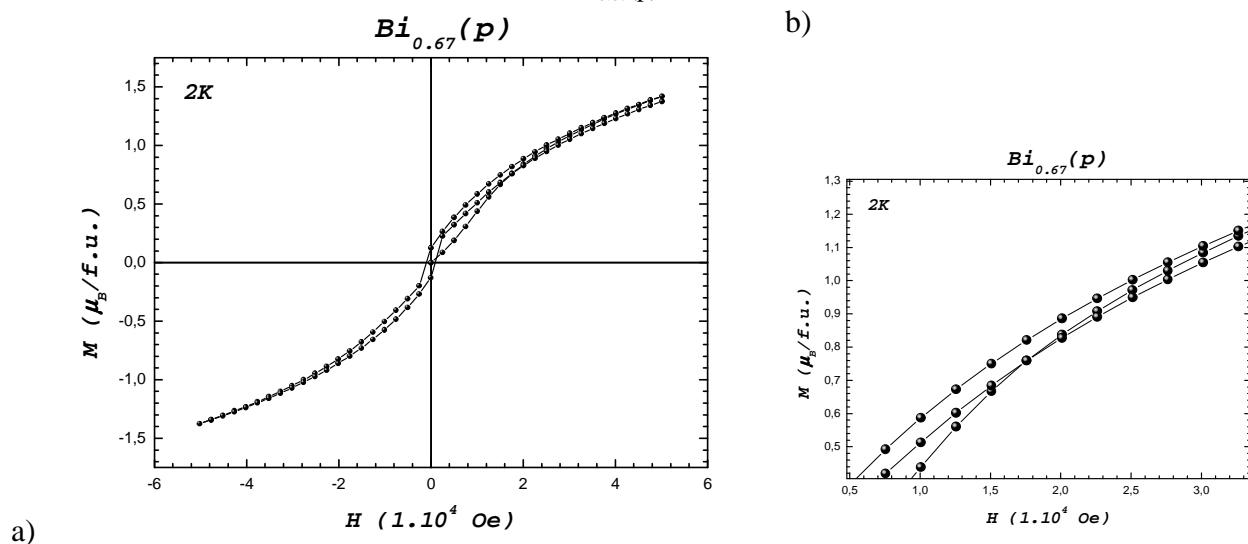 Bi0.67(p)
2K
1,5
1,0
0,5
0,0
-0,5
-1,0
-1,5
M (μB/f.u.)
-6 -4 -2 0 2 4 6
H (1.10⁴ Oe)
a)
b)
Bi0.67(p)
2K
1,3
1,2
1,1
1,0
0,9
0,8
0,7
0,6
0,5
M (μB/f.u.)
0,5 1,0 1,5 2,0 2,5 3,0
H (1.10⁴ Oe)